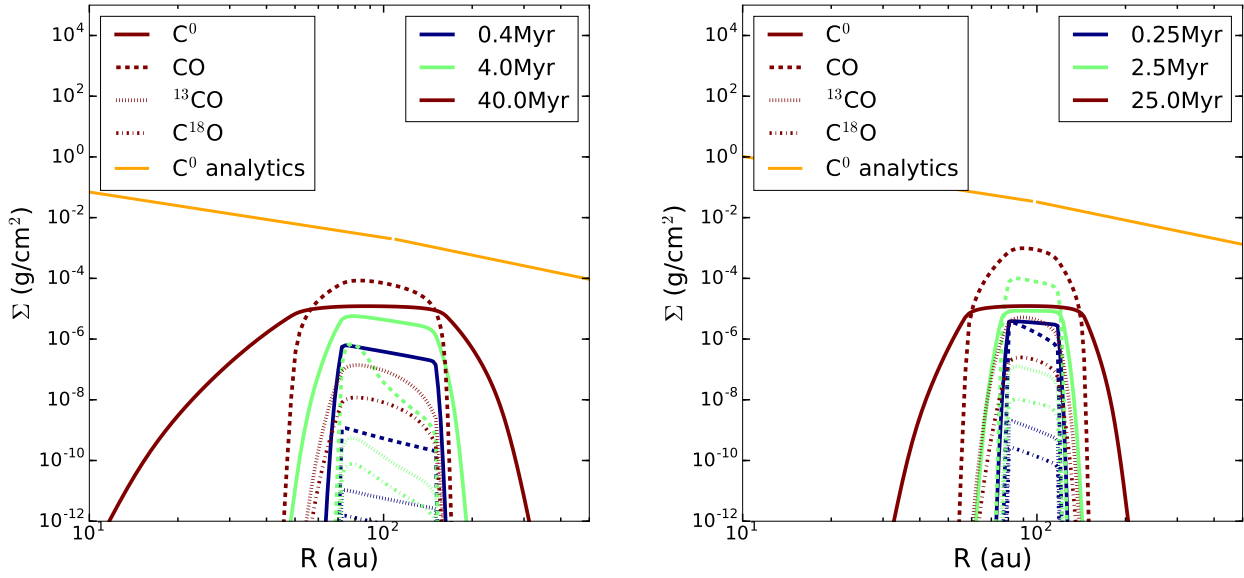 C⁰
CO
¹³CO
C¹⁸O
C⁰ analytics
0.4Myr
4.0Myr
40.0Myr
10⁴
10²
10⁰
10⁻²
10⁻⁴
10⁻⁶
10⁻⁸
10⁻¹⁰
10⁻¹²
Σ (g/cm²)
10¹
10²
R (au)
C⁰
CO
¹³CO
C¹⁸O
C⁰ analytics
0.25Myr
2.5Myr
25.0Myr
10⁴
10²
10⁰
10⁻²
10⁻⁴
10⁻⁶
10⁻⁸
10⁻¹⁰
10⁻¹²
Σ (g/cm²)
10¹
10²
R (au)